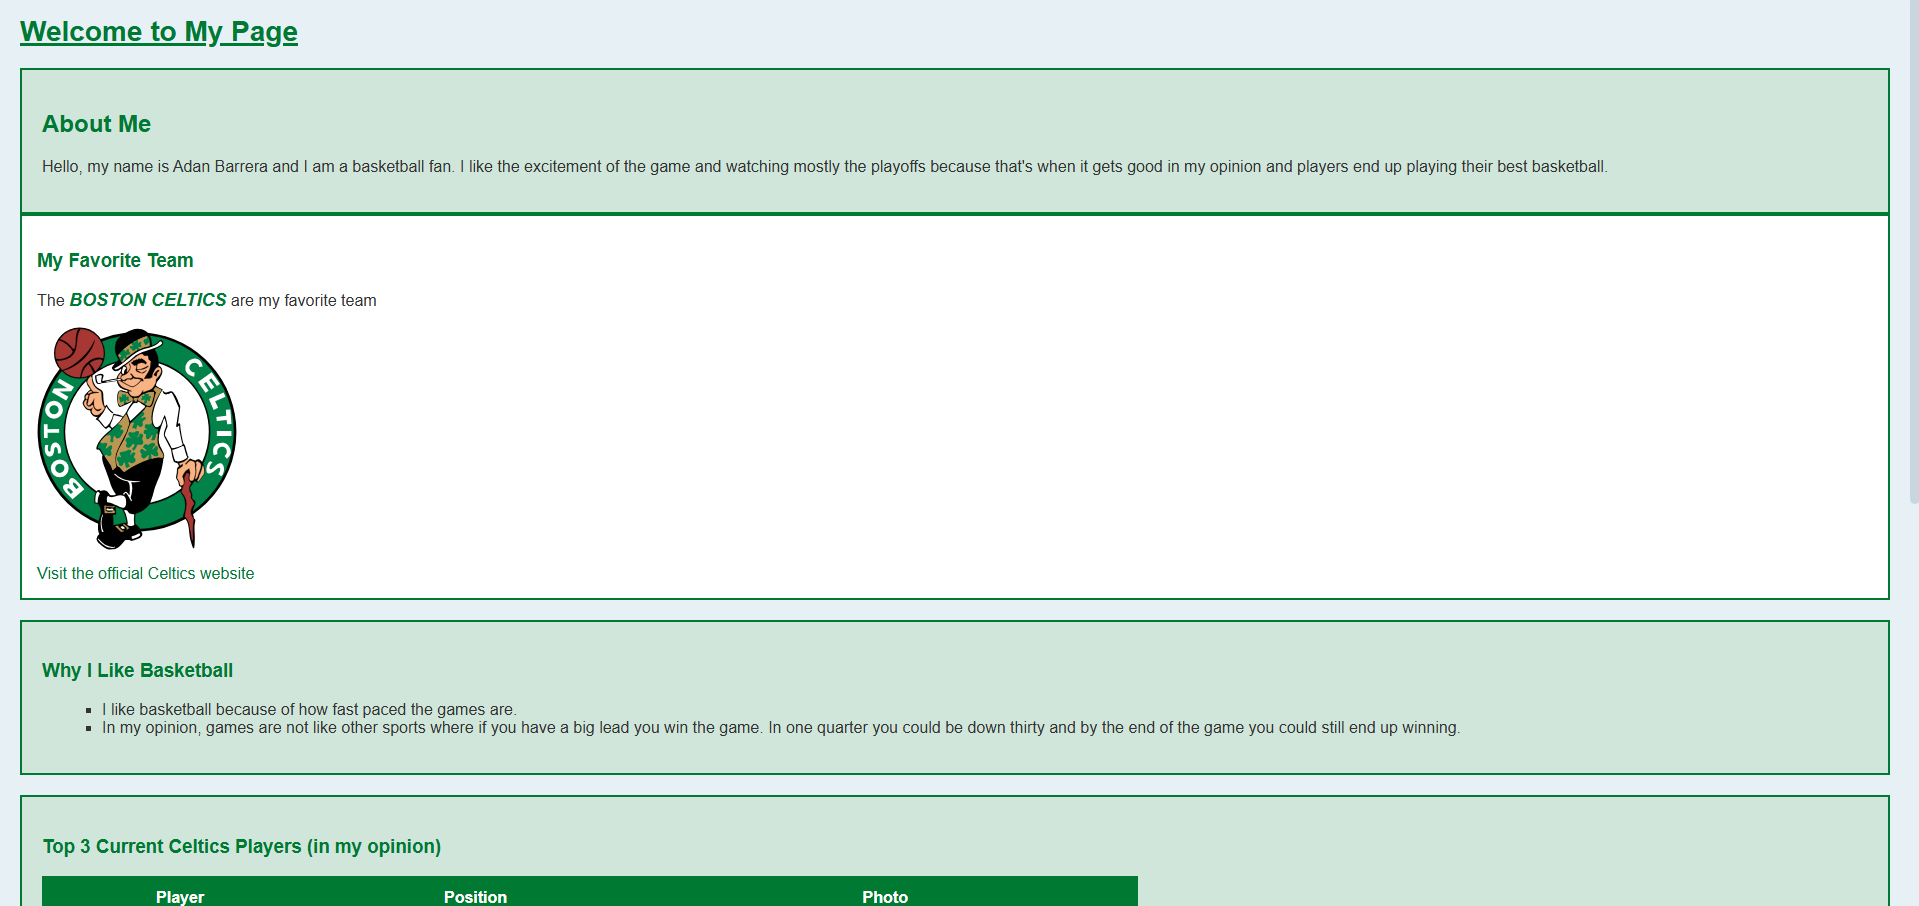 Welcome to My Page
About Me
Hello, my name is Adan Barrera and I am a basketball fan. I like the excitement of the game and watching mostly the playoffs because that's when it gets good in my opinion and players end up playing their best basketball.
My Favorite Team
The BOSTON CELTICS are my favorite team
BOSTON CELTICS
Visit the official Celtics website
Why I Like Basketball
I like basketball because of how fast paced the games are.
In my opinion, games are not like other sports where if you have a big lead you win the game. In one quarter you could be down thirty and by the end of the game you could still end up winning.
Top 3 Current Celtics Players (in my opinion)
Player Position Photo